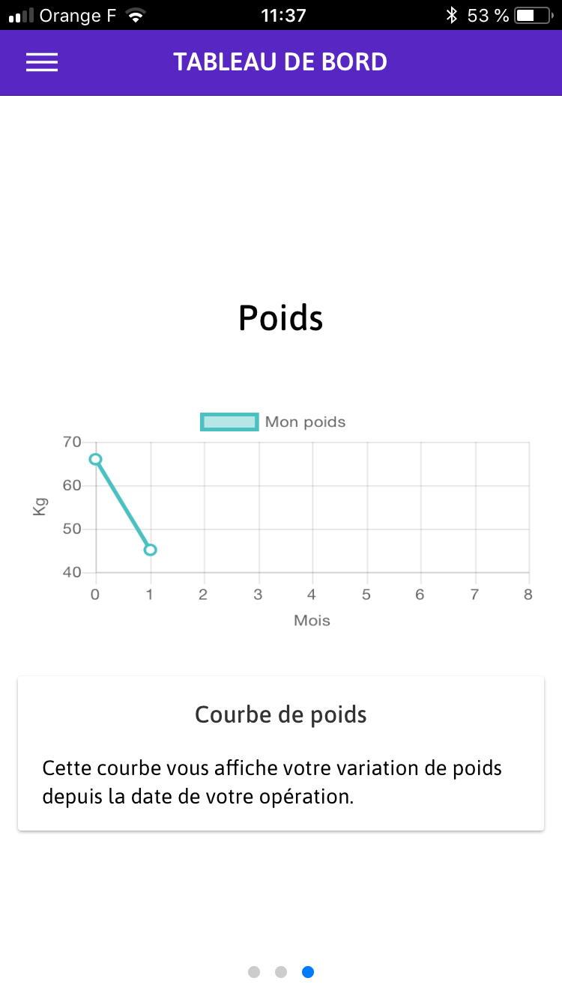 Orange F 11:37 53 %
TABLEAU DE BORD
Poids
Mon poids
70
60
50
40
Kg
0 1 2 3 4 5 6 7 8
Mois
Courbe de poids
Cette courbe vous affiche votre variation de poids
depuis la date de votre opération.